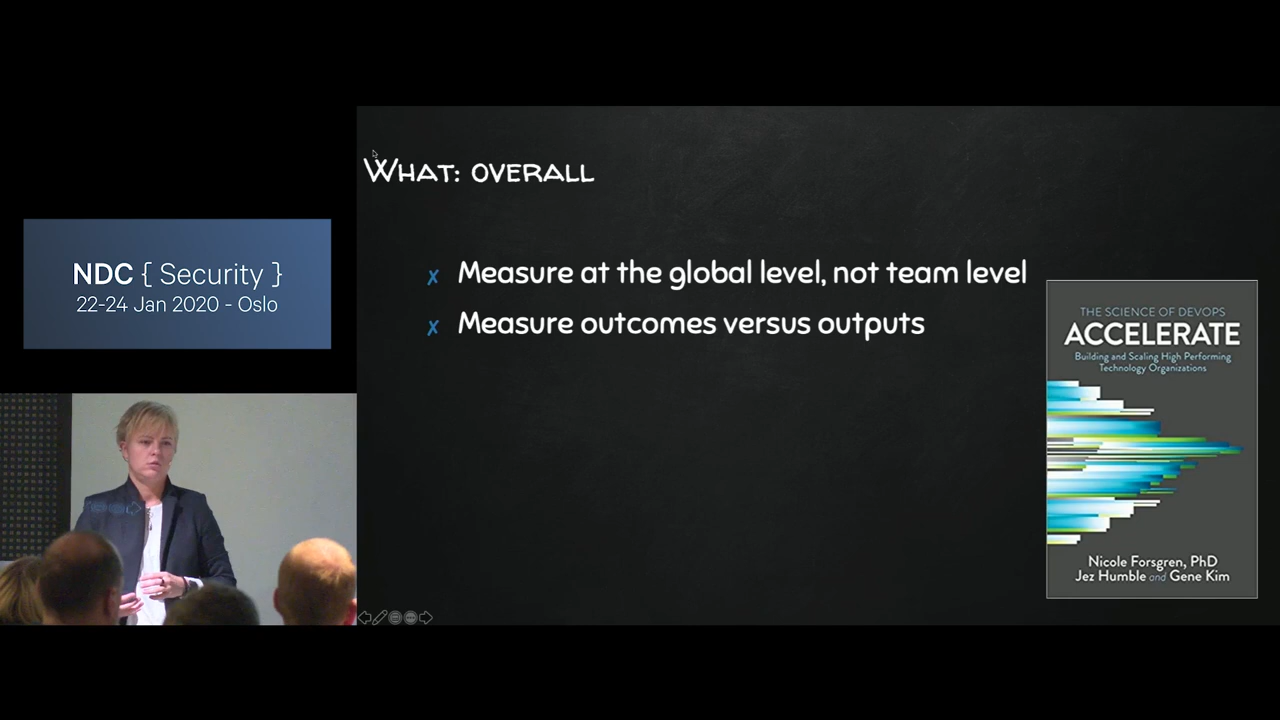 NDC { Security }
22-24 Jan 2020 - Oslo
What: overall
x Measure at the global level, not team level
x Measure outcomes versus outputs
THE SCIENCE OF DEVOPS
ACCELERATE
Building and Scaling High Performing
Technology Organizations
Nicole Forsgren, PhD
Jez Humble and Gene Kim